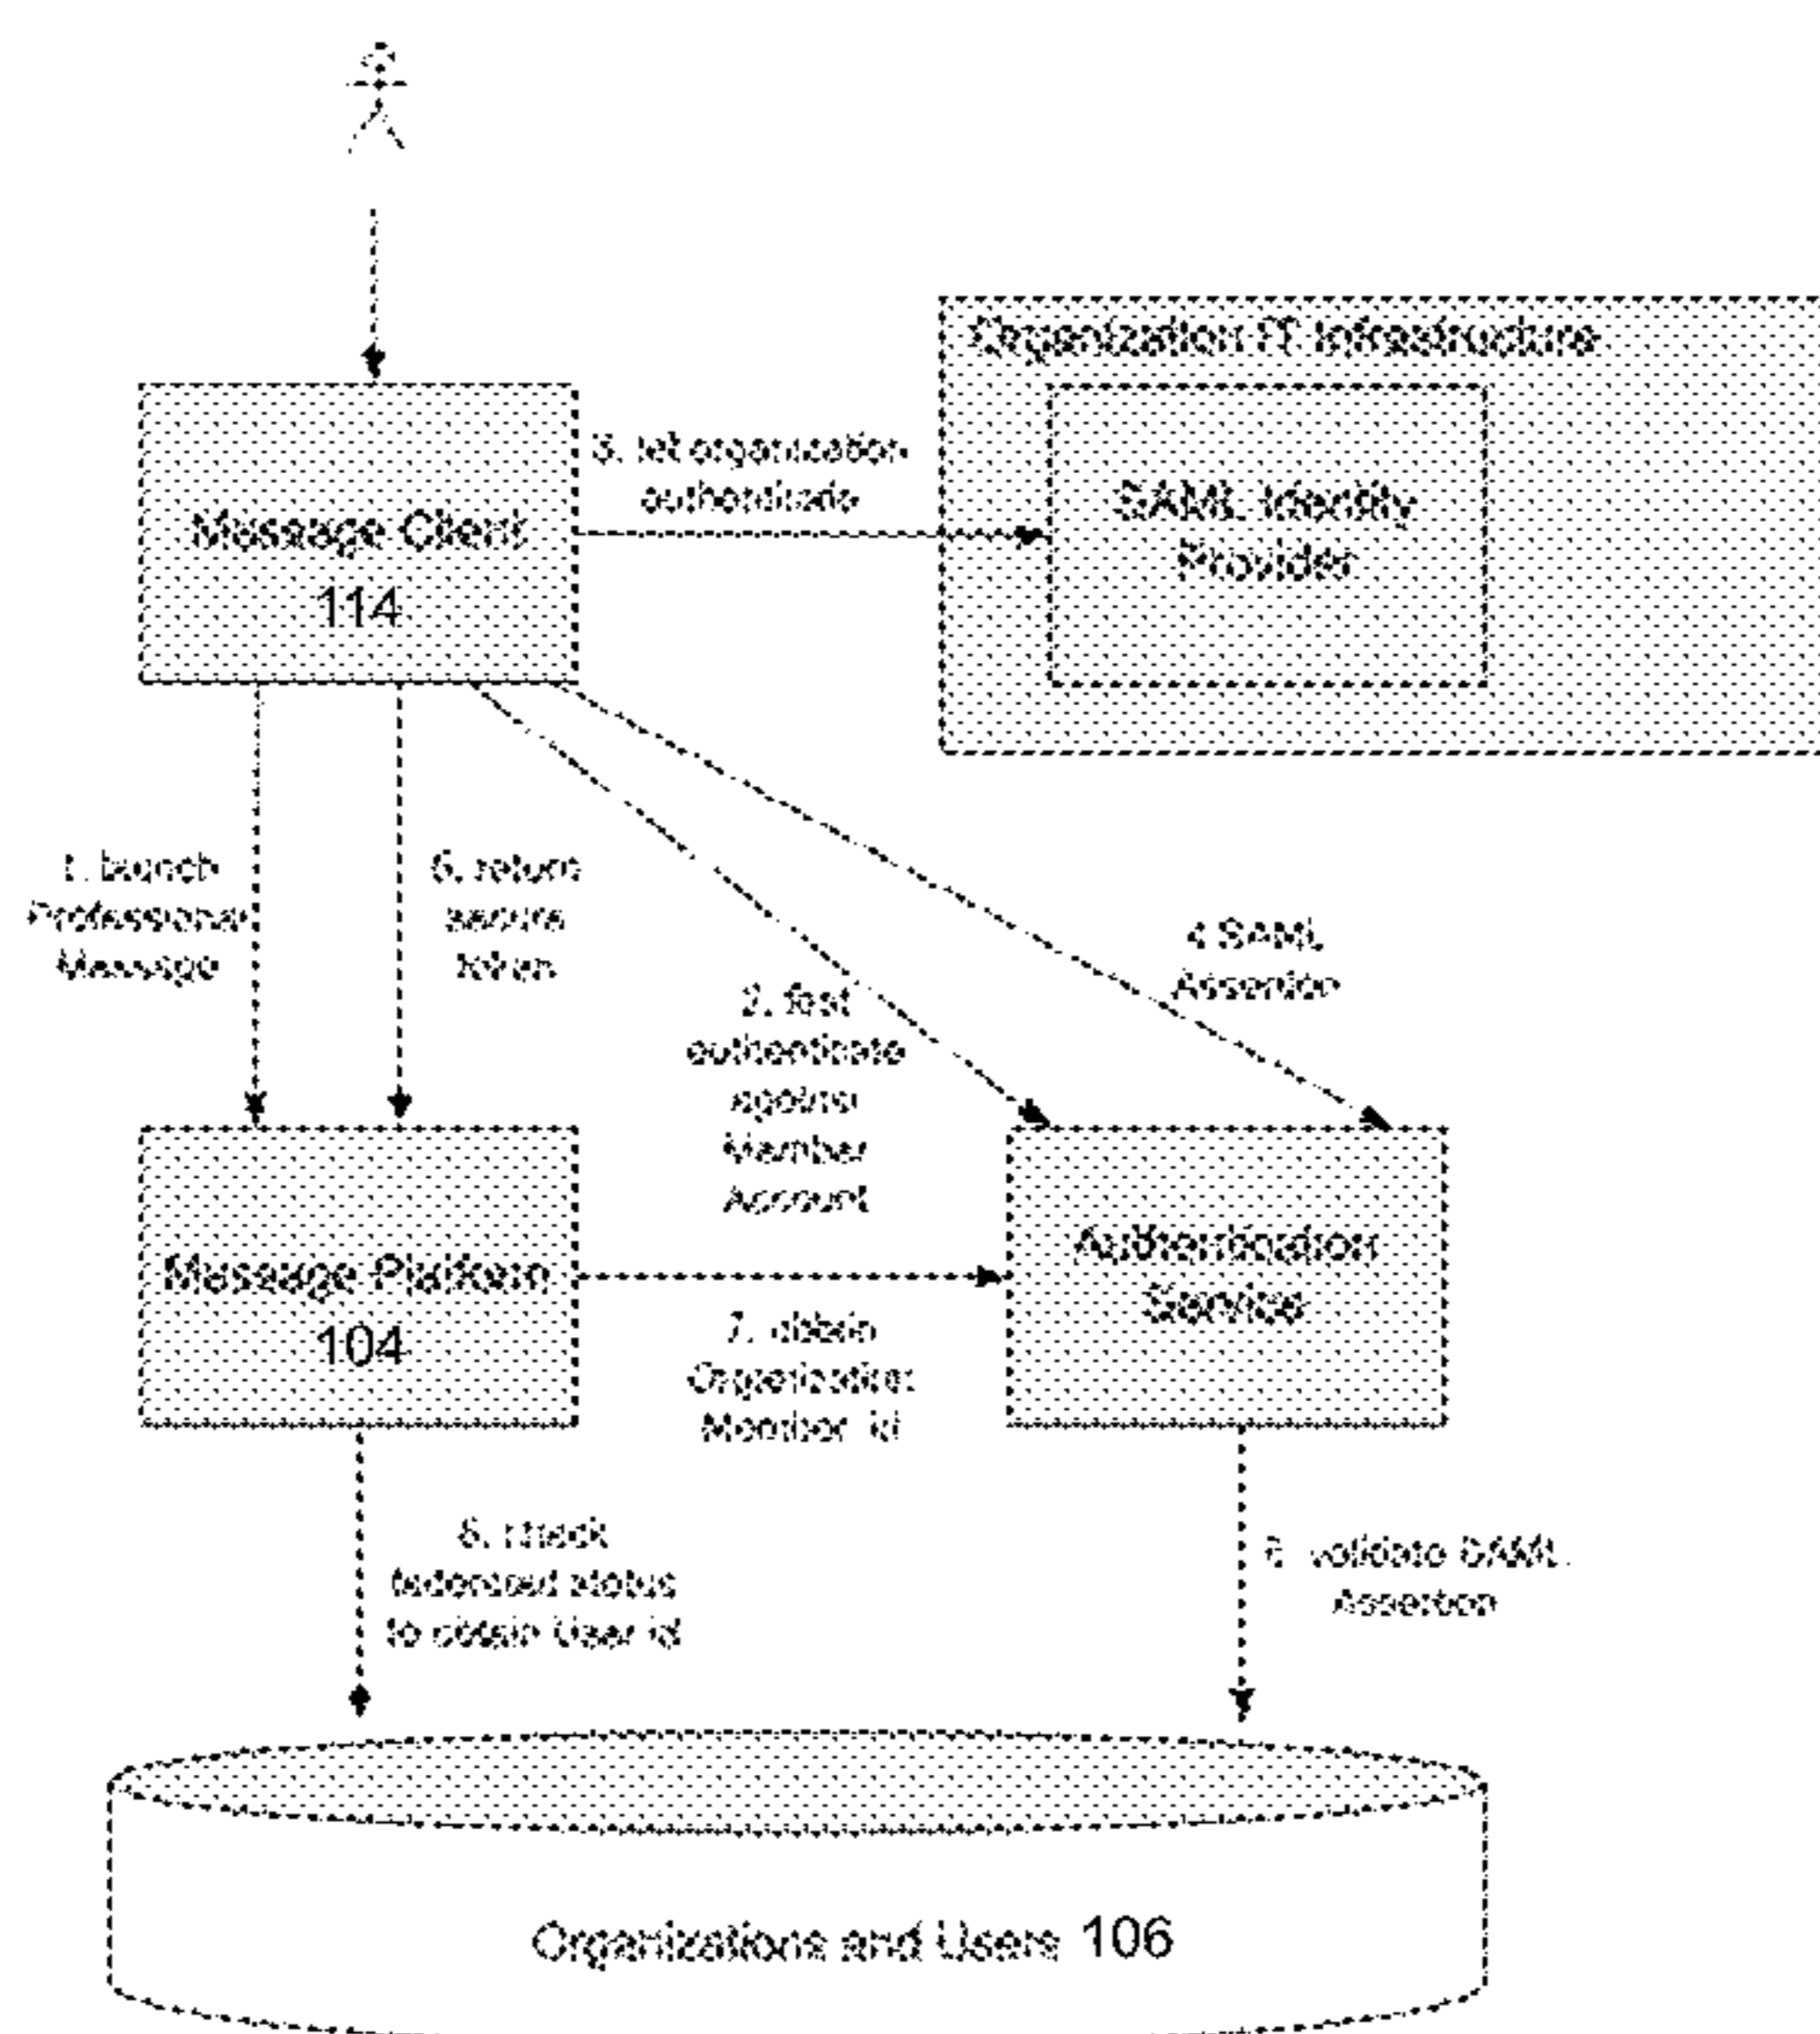 Organization IT Infrastructure
3. let organization
authenticate
SAML Identity
Provider
Message Client
114
1. launch
Professional
Message
6. return
secure
token
4 SAML
Assertion
2. first
authenticate
against
Member
Account
Message Platform
104
Authentication
Service
7. obtain
Organization
Member id
8. check
federated status
to obtain User id
validate SAML
Assertion
Organizations and Users 106